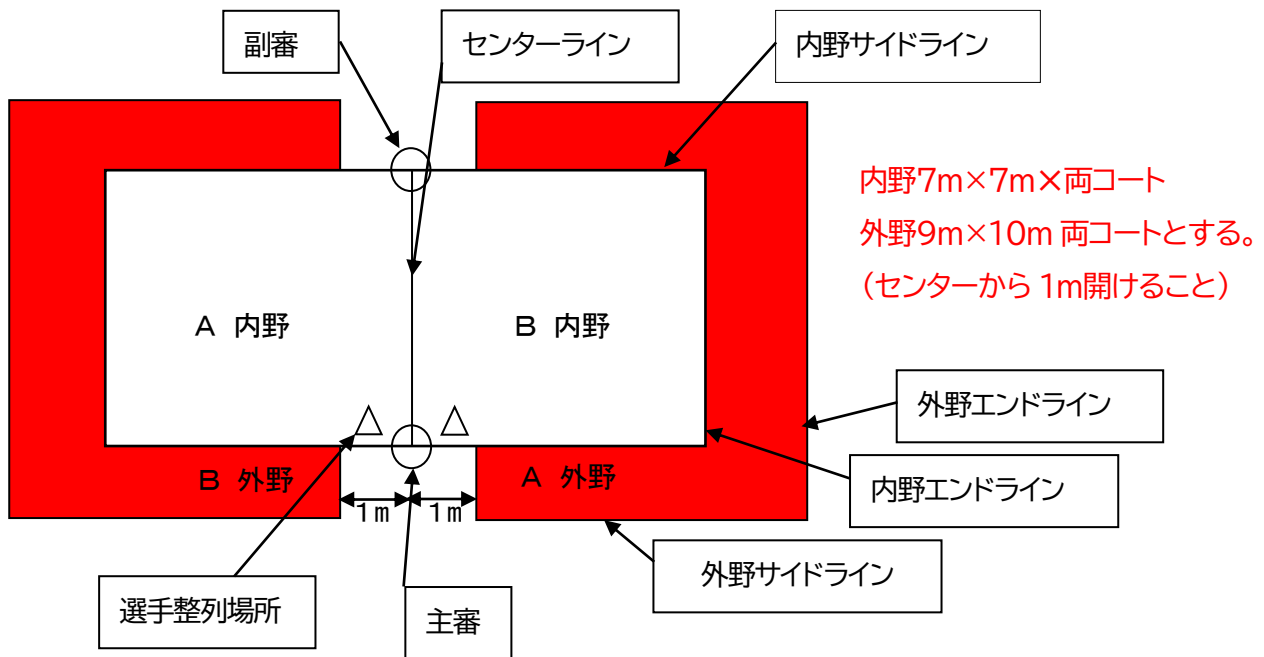 副審
センターライン
内野サイドライン
内野7m×7m×両コート
外野9m×10m 両コートとする。
(センターから 1m開けること)
A 内野
B 内野
外野エンドライン
B 外野
A 外野
内野エンドライン
1m
1m
外野サイドライン
選手整列場所
主審